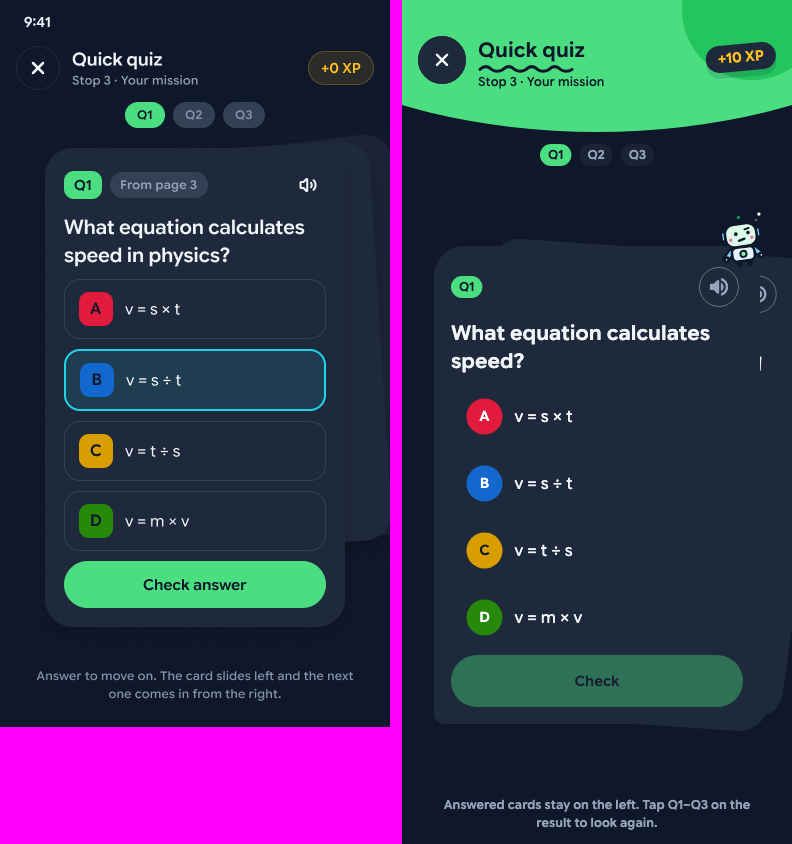 9:41
Quick quiz
Stop 3 · Your mission
+0 XP
Q1
Q2
Q3
Q1
From page 3
What equation calculates
speed in physics?
A
v = s × t
B
v = s ÷ t
C
v = t ÷ s
D
v = m × v
Check answer
Answer to move on. The card slides left and the next
one comes in from the right.
Quick quiz
Stop 3 · Your mission
+10 XP
Q1
Q2
Q3
Q1
What equation calculates
speed?
A
v = s × t
B
v = s ÷ t
C
v = t ÷ s
D
v = m × v
Check
Answered cards stay on the left. Tap Q1–Q3 on the
result to look again.